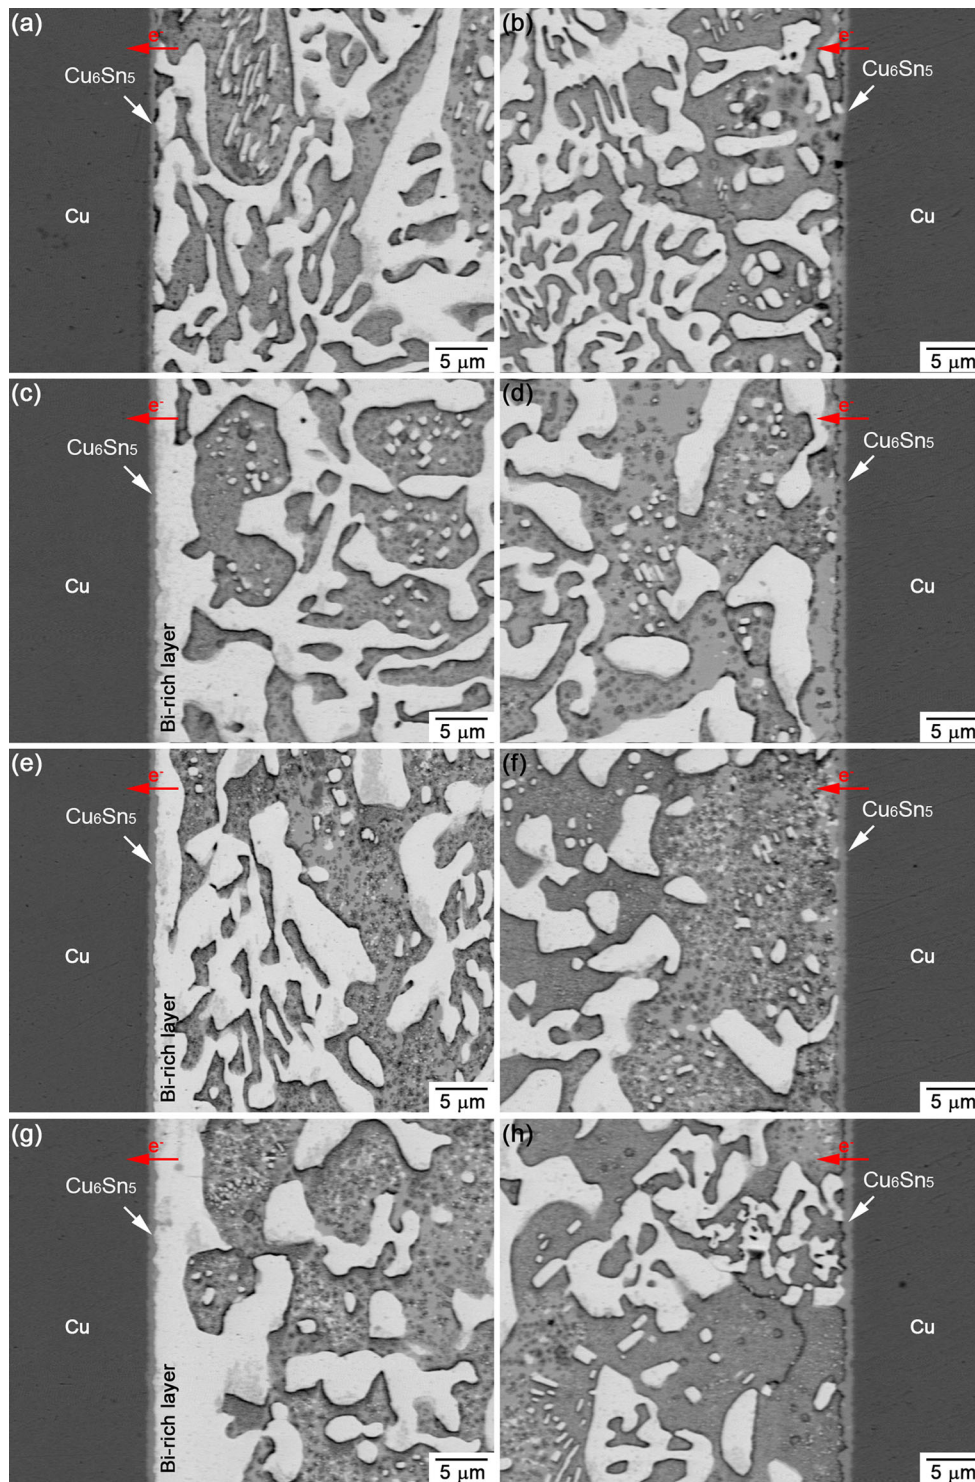 (a)
e⁻
Cu₆Sn₅
Cu
5 μm
(b)
e⁻
Cu₆Sn₅
Cu
5 μm
(c)
e⁻
Cu₆Sn₅
Cu
Bi-rich layer
5 μm
(d)
e⁻
Cu₆Sn₅
Cu
5 μm
(e)
e⁻
Cu₆Sn₅
Cu
Bi-rich layer
5 μm
(f)
e⁻
Cu₆Sn₅
Cu
5 μm
(g)
e⁻
Cu₆Sn₅
Cu
Bi-rich layer
5 μm
(h)
e⁻
Cu₆Sn₅
Cu
5 μm